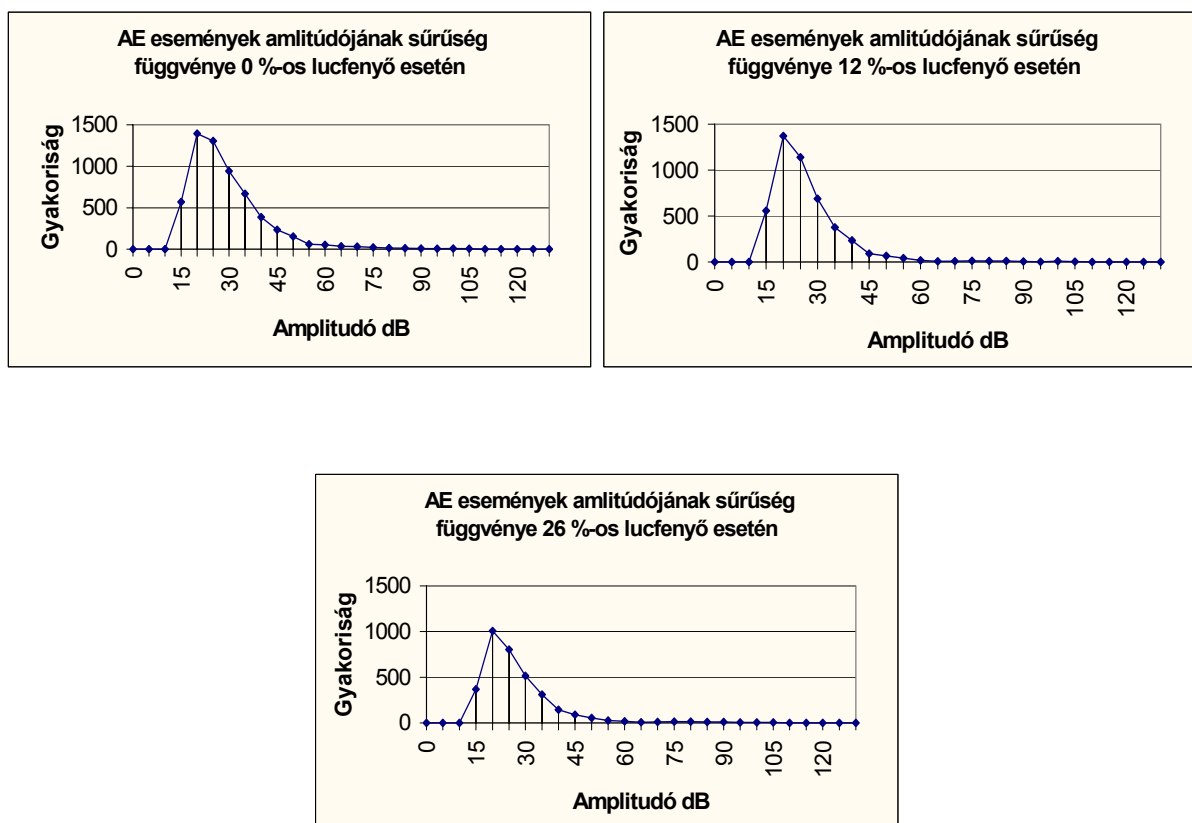 AE események amlitúdójának sűrűség
függvénye 0 %-os lucfenyő esetén
Gyakoriság
1500
1000
500
0
0 15 30 45 60 75 90 105 120
Amplitudó dB
AE események amlitúdójának sűrűség
függvénye 12 %-os lucfenyő esetén
Gyakoriság
1500
1000
500
0
0 15 30 45 60 75 90 105 120
Amplitudó dB
AE események amlitúdójának sűrűség
függvénye 26 %-os lucfenyő esetén
Gyakoriság
1500
1000
500
0
0 15 30 45 60 75 90 105 120
Amplitudó dB